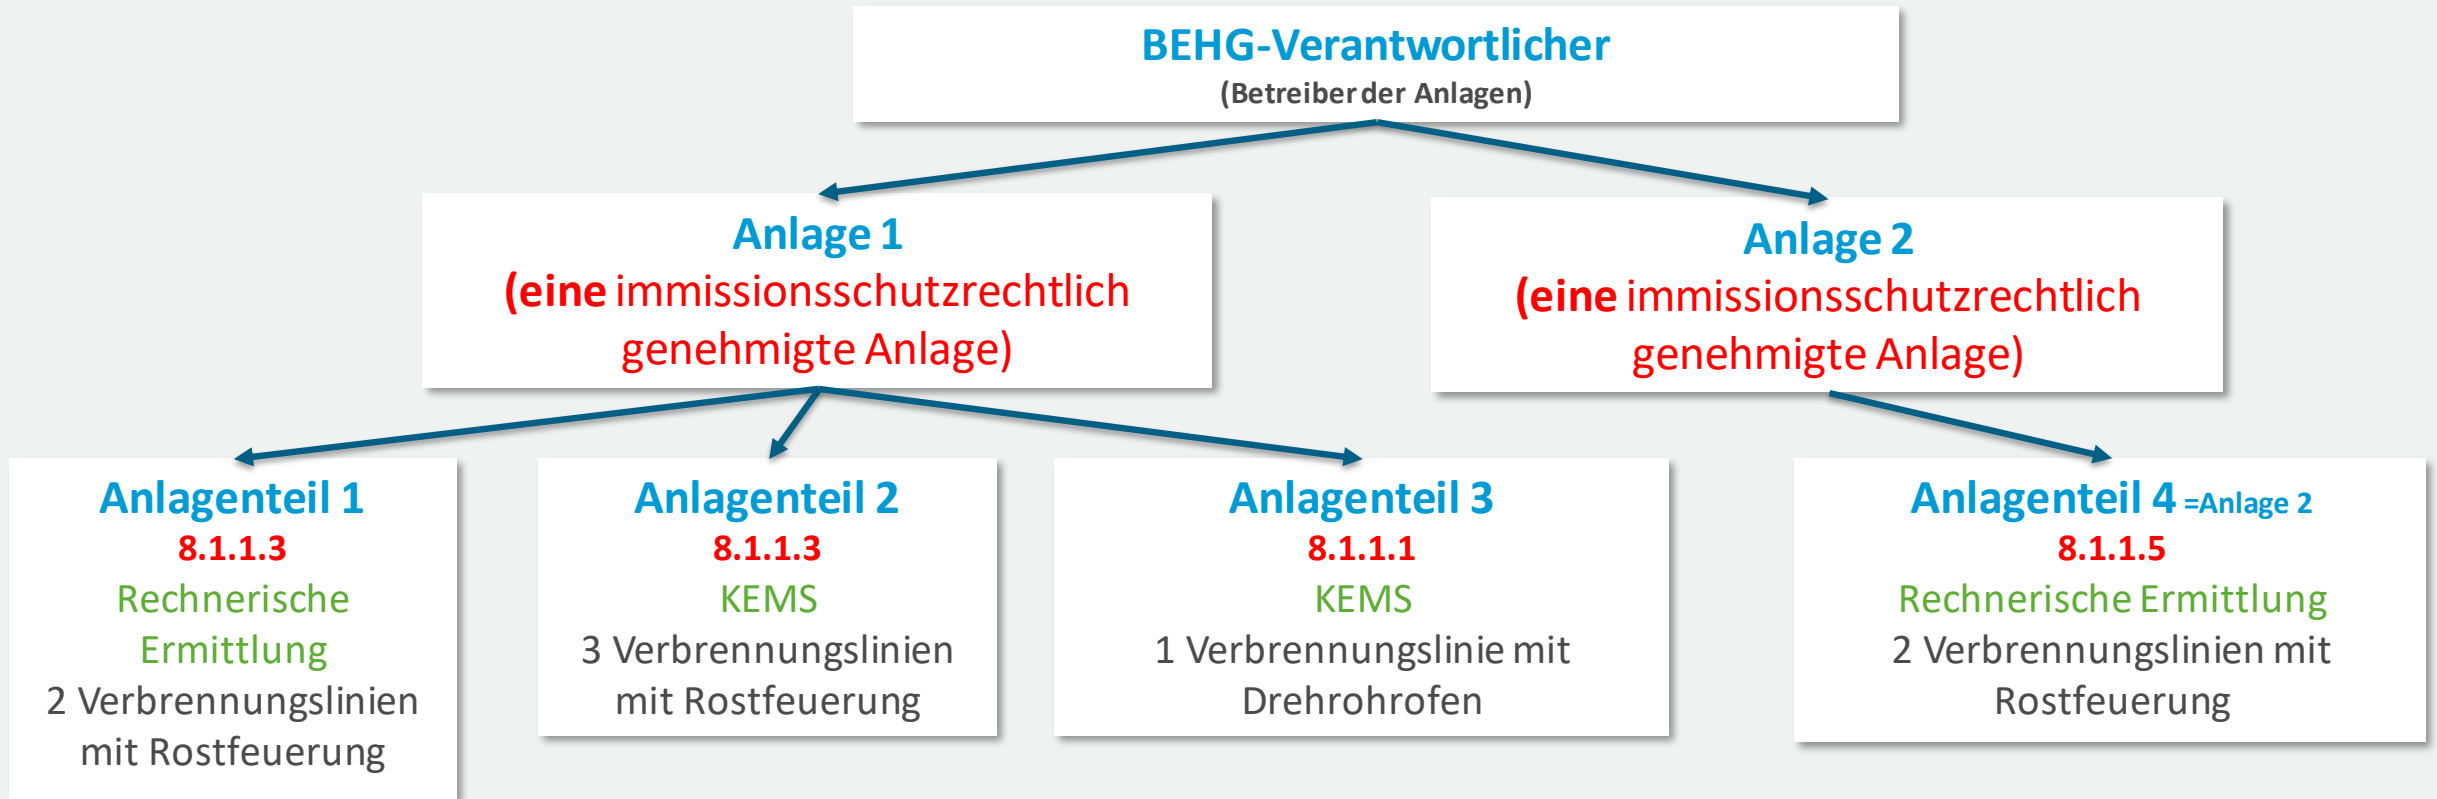 BEHG-Verantwortlicher
(Betreiber der Anlagen)
Anlage 1
(eine immissionsschutzrechtlich
genehmigte Anlage)
Anlage 2
(eine immissionsschutzrechtlich
genehmigte Anlage)
Anlagenteil 1
8.1.1.3
Rechnerische
Ermittlung
2 Verbrennungslinien
mit Rostfeuerung
Anlagenteil 2
8.1.1.3
KEMS
3 Verbrennungslinien
mit Rostfeuerung
Anlagenteil 3
8.1.1.1
KEMS
1 Verbrennungslinie mit
Drehrohrofen
Anlagenteil 4 =Anlage 2
8.1.1.5
Rechnerische Ermittlung
2 Verbrennungslinien mit
Rostfeuerung